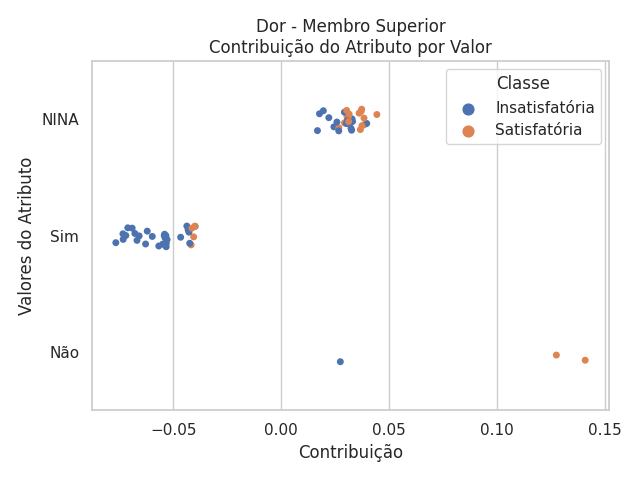 Dor - Membro Superior
Contribuição do Atributo por Valor
Classe
Insatisfatória
Satisfatória
NINA
Sim
Não
Valores do Atributo
−0.05
0.00
0.05
0.10
0.15
Contribuição